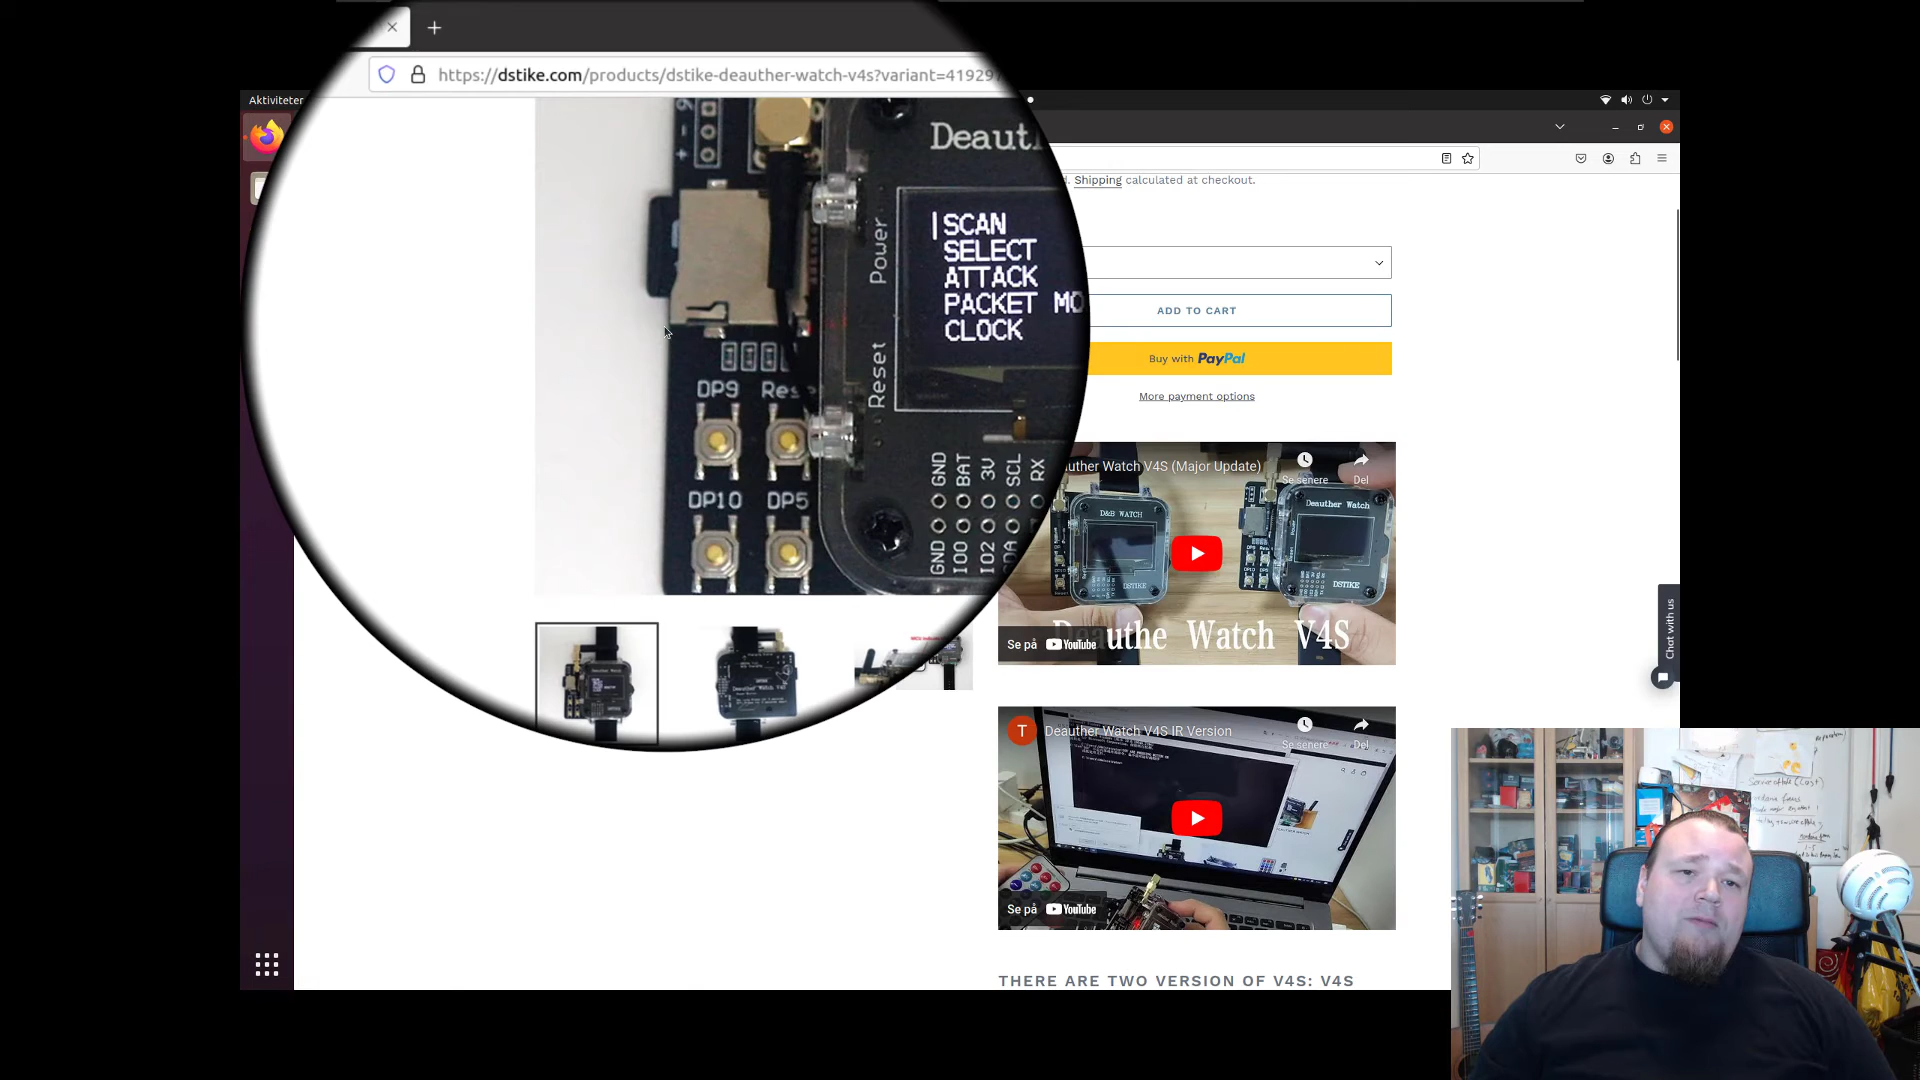 https://dstike.com/products/dstike-deauther-watch-v4s?variant=41929
Aktiviteter
Shipping calculated at checkout.
ADD TO CART
Buy with PayPal
More payment options
Deaut
Power
Reset
SCAN
SELECT
ATTACK
PACKET MO
CLOCK
DP9
Res
DP10
DP5
GND BAT 3V SCL RX
GND IO0 IO2 DA
uther Watch V4S (Major Update)
Se senere
Del
D&B WATCH
Deauther Watch
DSTIKE
DSTIKE
Deauthe Watch V4S
Se på YouTube
T
Deauther Watch V4S IR Version
Se senere
Del
Se på YouTube
THERE ARE TWO VERSION OF V4S: V4S
Chat with us